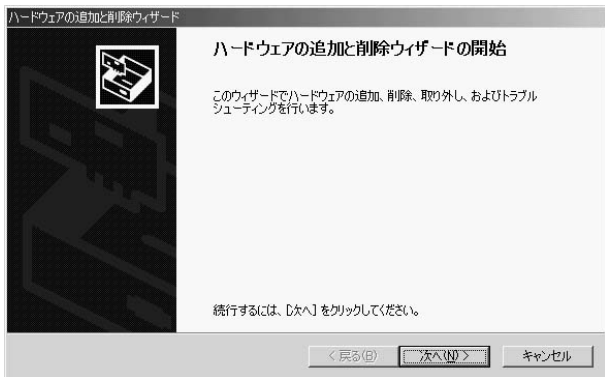 ハードウェアの追加と削除ウィザード
ハードウェアの追加と削除ウィザードの開始
このウィザードでハードウェアの追加、削除、取り外し、およびトラブル
シューティングを行います。
続行するには、[次へ] をクリックしてください。
< 戻る(B)
次へ(N) >
キャンセル